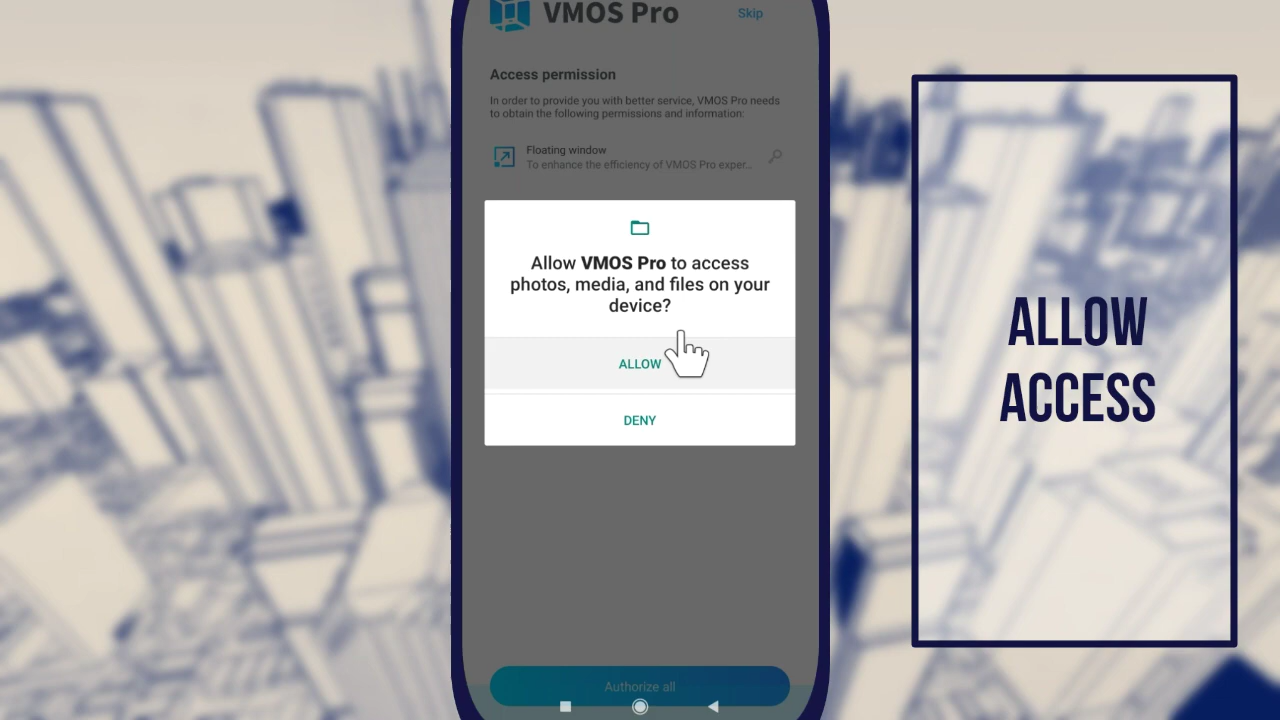 VMOS Pro
Skip
Access permission
In order to provide you with better service, VMOS Pro needs
to obtain the following permissions and information:
Floating window
To enhance the efficiency of VMOS Pro exper...
Allow VMOS Pro to access
photos, media, and files on your
device?
ALLOW
DENY
Authorize all
ALLOW
ACCESS